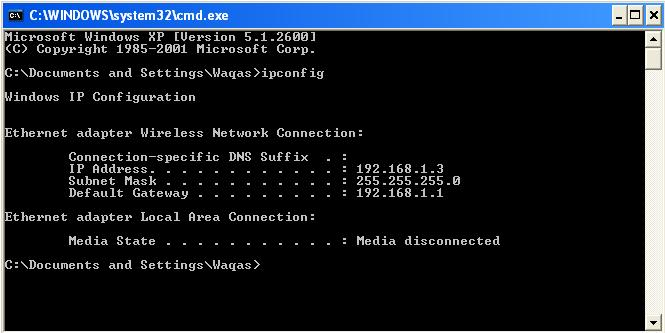 C:\WINDOWS\system32\cmd.exe
Microsoft Windows XP [Version 5.1.2600]
(C) Copyright 1985-2001 Microsoft Corp.
C:\Documents and Settings\Waqas>ipconfig
Windows IP Configuration
Ethernet adapter Wireless Network Connection:
Connection-specific DNS Suffix  . :
IP Address. . . . . . . . . . . . : 192.168.1.3
Subnet Mask . . . . . . . . . . . : 255.255.255.0
Default Gateway . . . . . . . . . : 192.168.1.1
Ethernet adapter Local Area Connection:
Media State . . . . . . . . . . . : Media disconnected
C:\Documents and Settings\Waqas>